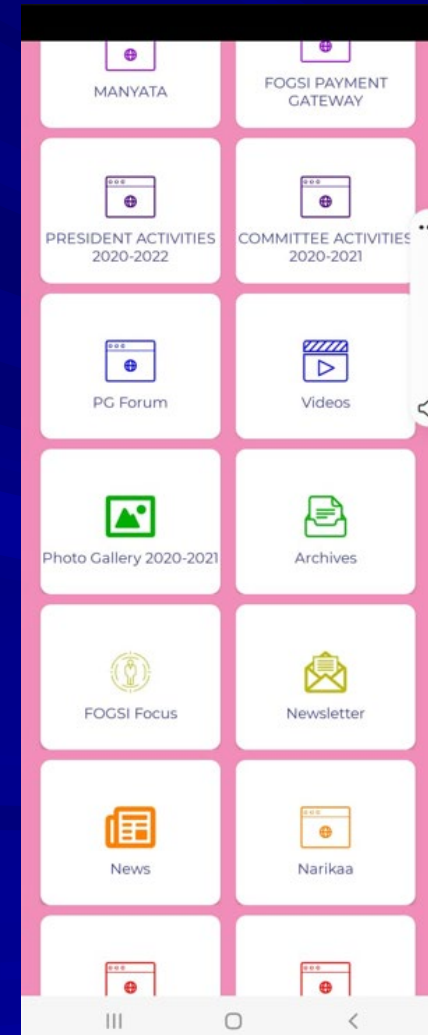 MANYATA
FOGSI PAYMENT
GATEWAY
PRESIDENT ACTIVITIES
2020-2022
COMMITTEE ACTIVITIES
2020-2021
PG Forum
Videos
Photo Gallery 2020-2021
Archives
FOGSI Focus
Newsletter
News
Narikaa